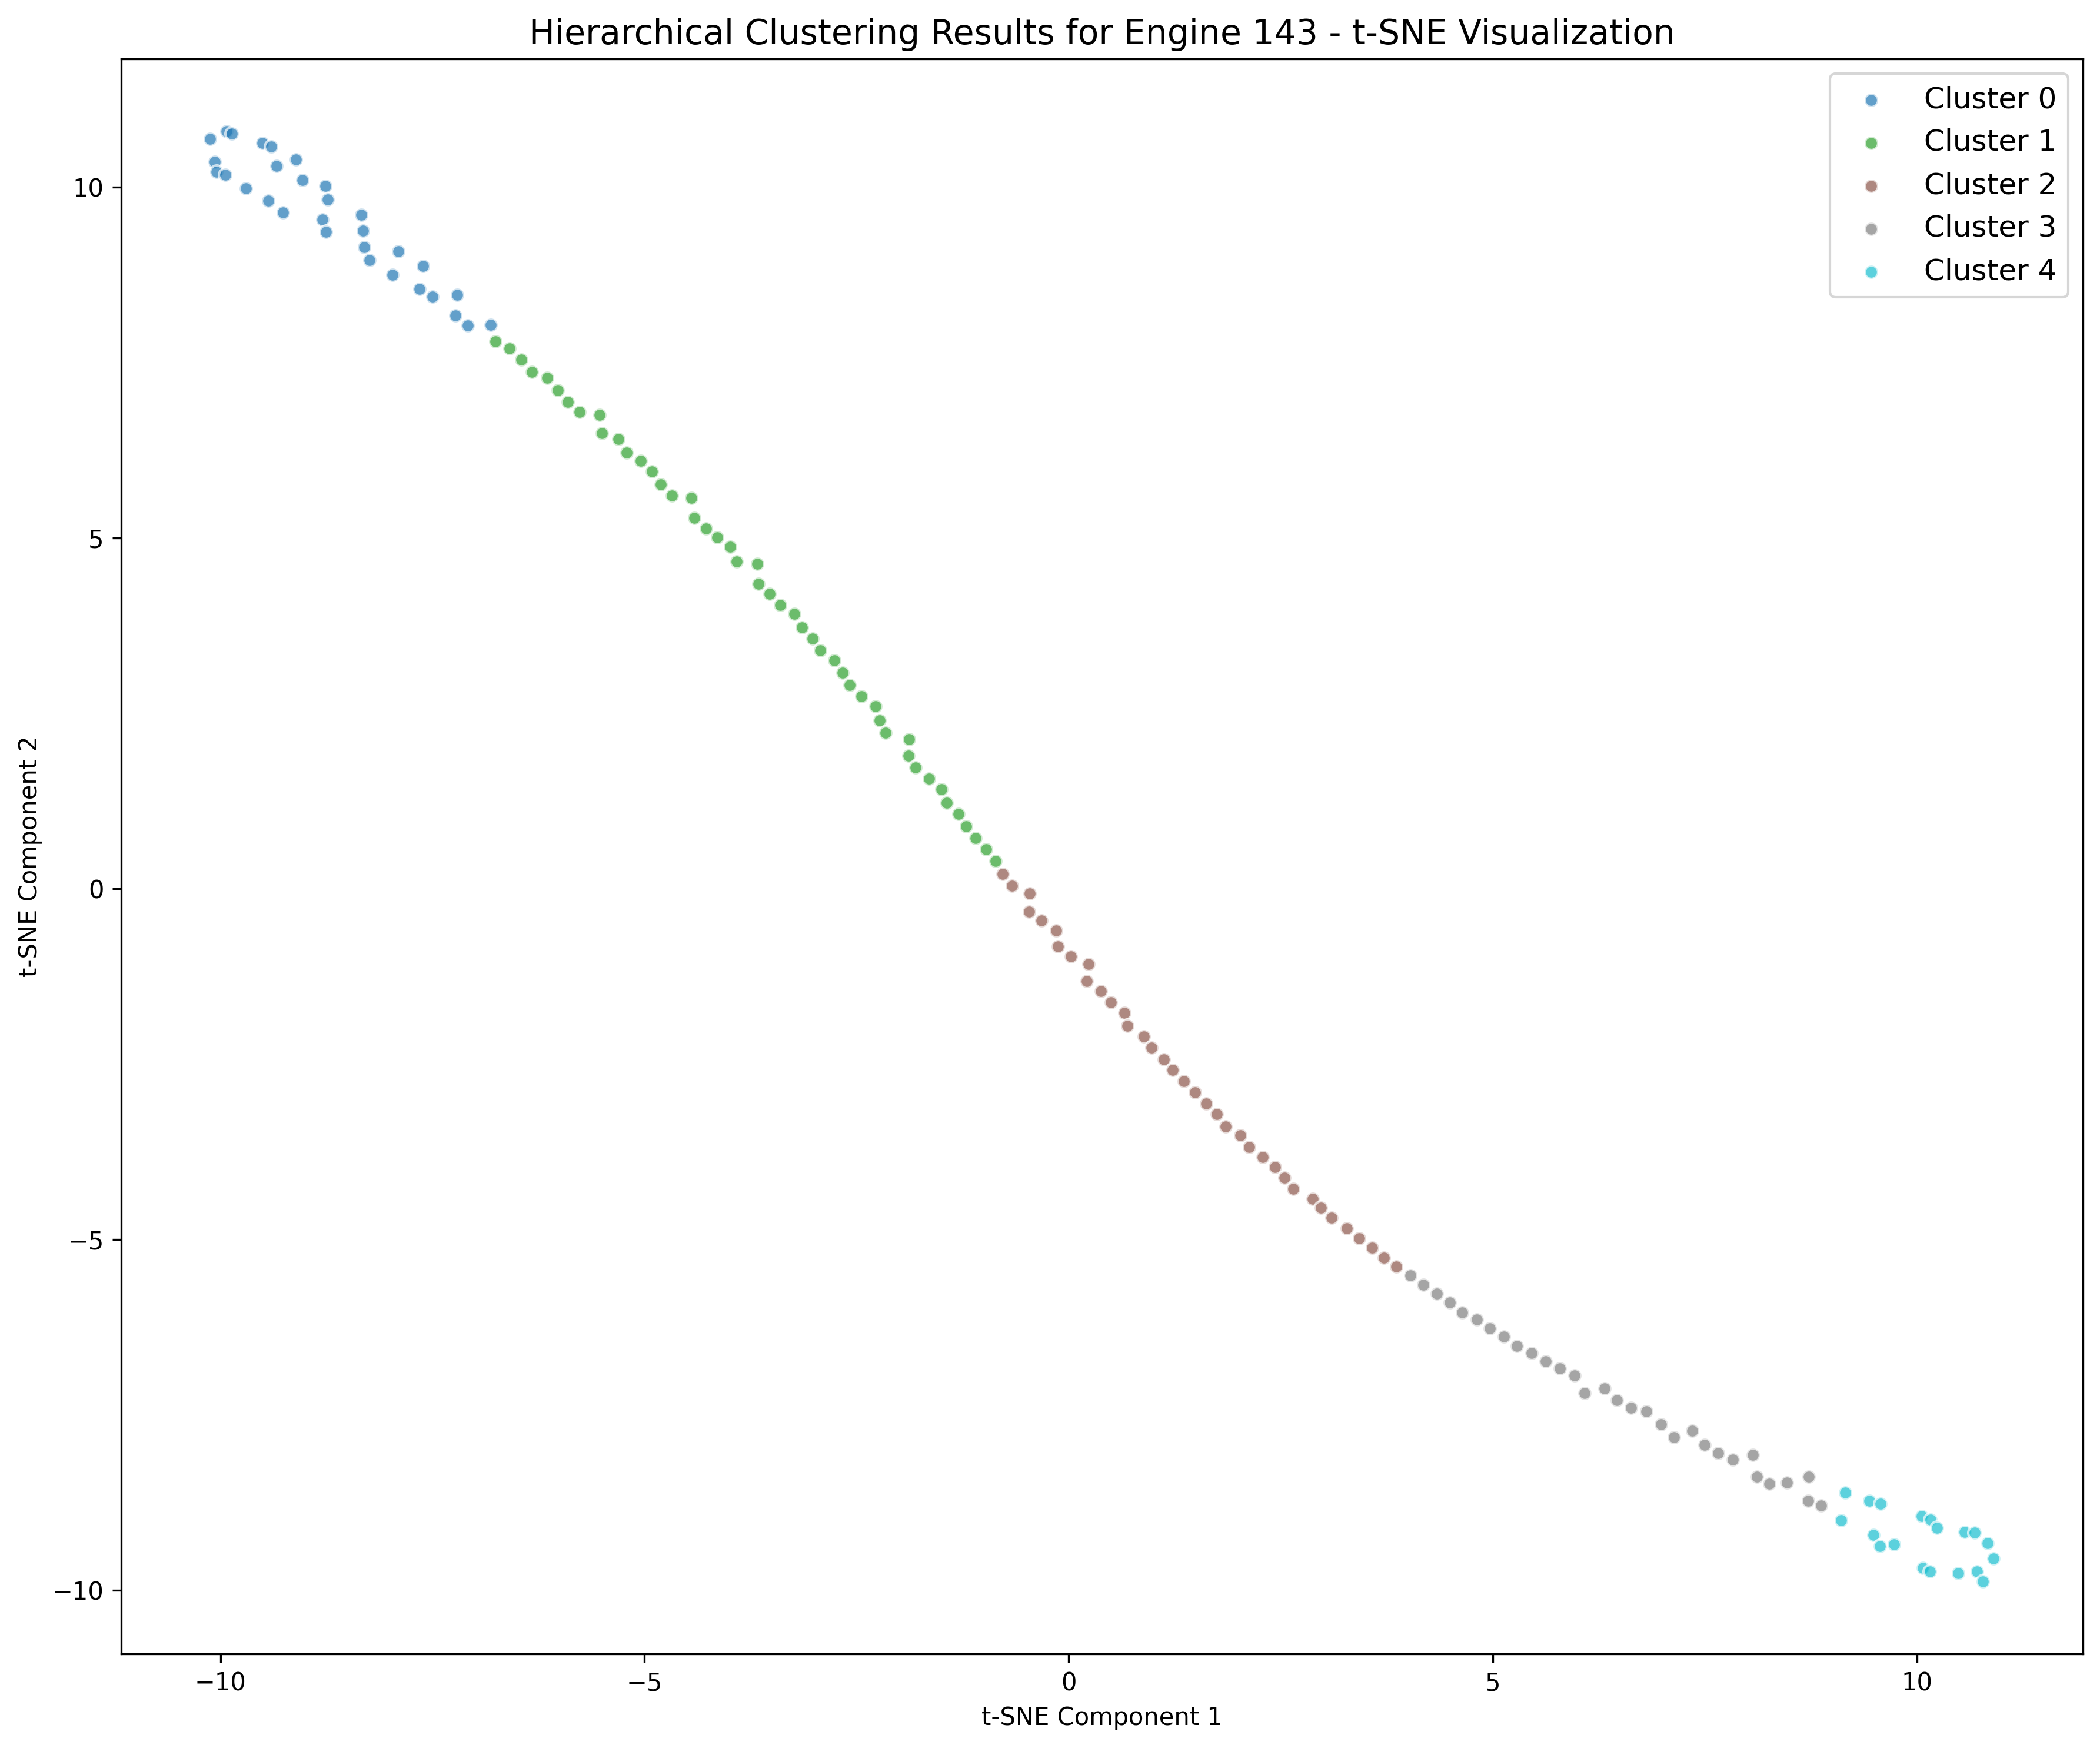 Hierarchical Clustering Results for Engine 143 - t-SNE Visualization
Cluster 0
Cluster 1
Cluster 2
Cluster 3
Cluster 4
10
5
0
−5
−10
t-SNE Component 2
−10
−5
0
5
10
t-SNE Component 1